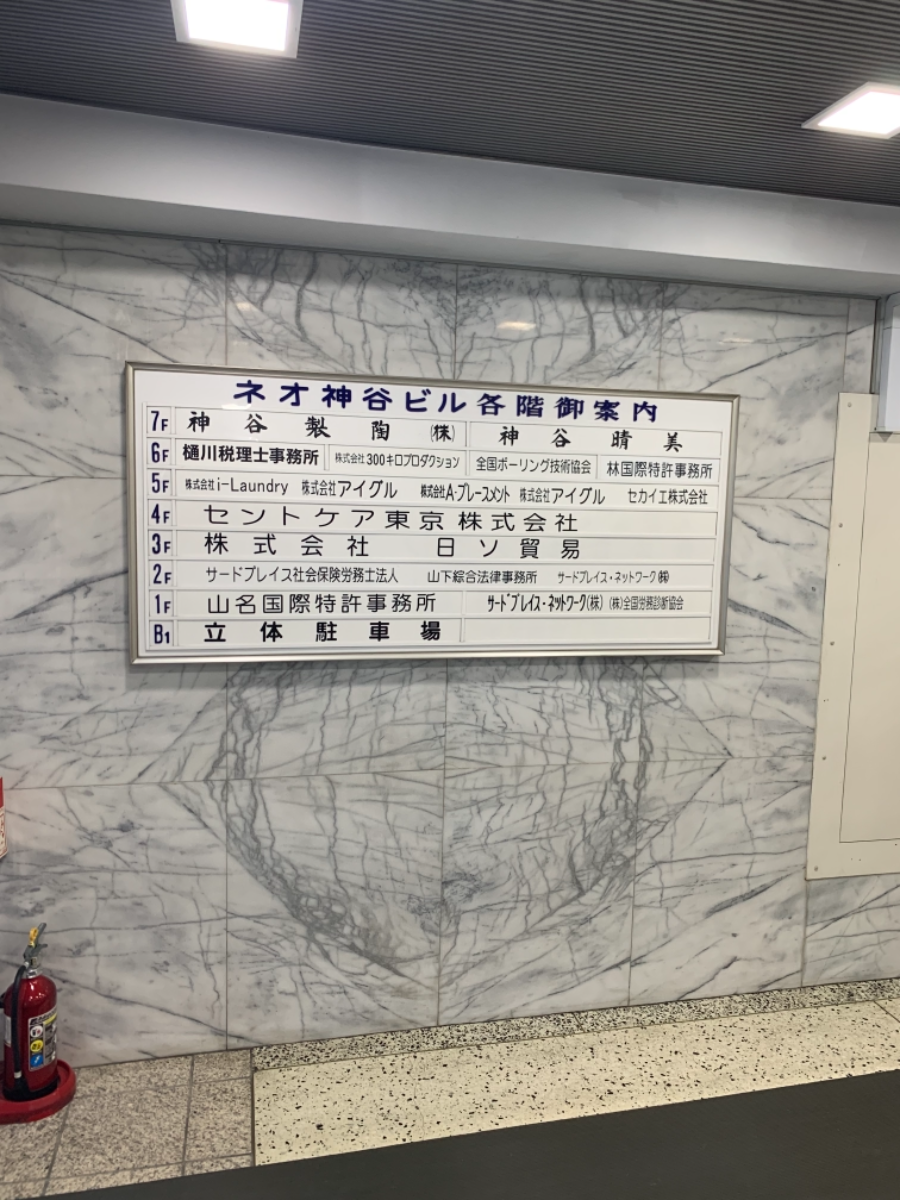 ネオ神谷ビル各階御案内
7F 神谷製陶㈱ 神谷晴美
6F 樋川税理士事務所 株式会社300キロプロダクション 全国ボーリング技術協会 林国際特許事務所
5F 株式会社i-Laundry 株式会社アイグル 株式会社A・プレースメント 株式会社アイグル セカイエ株式会社
4F セントケア東京株式会社
3F 株式会社 日ソ貿易
2F サードプレイス社会保険労務士法人 山下綜合法律事務所 サードプレイス・ネットワーク㈱
1F 山名国際特許事務所 サードプレイス・ネットワーク(株) (株)全国労務診断協会
B1 立体駐車場